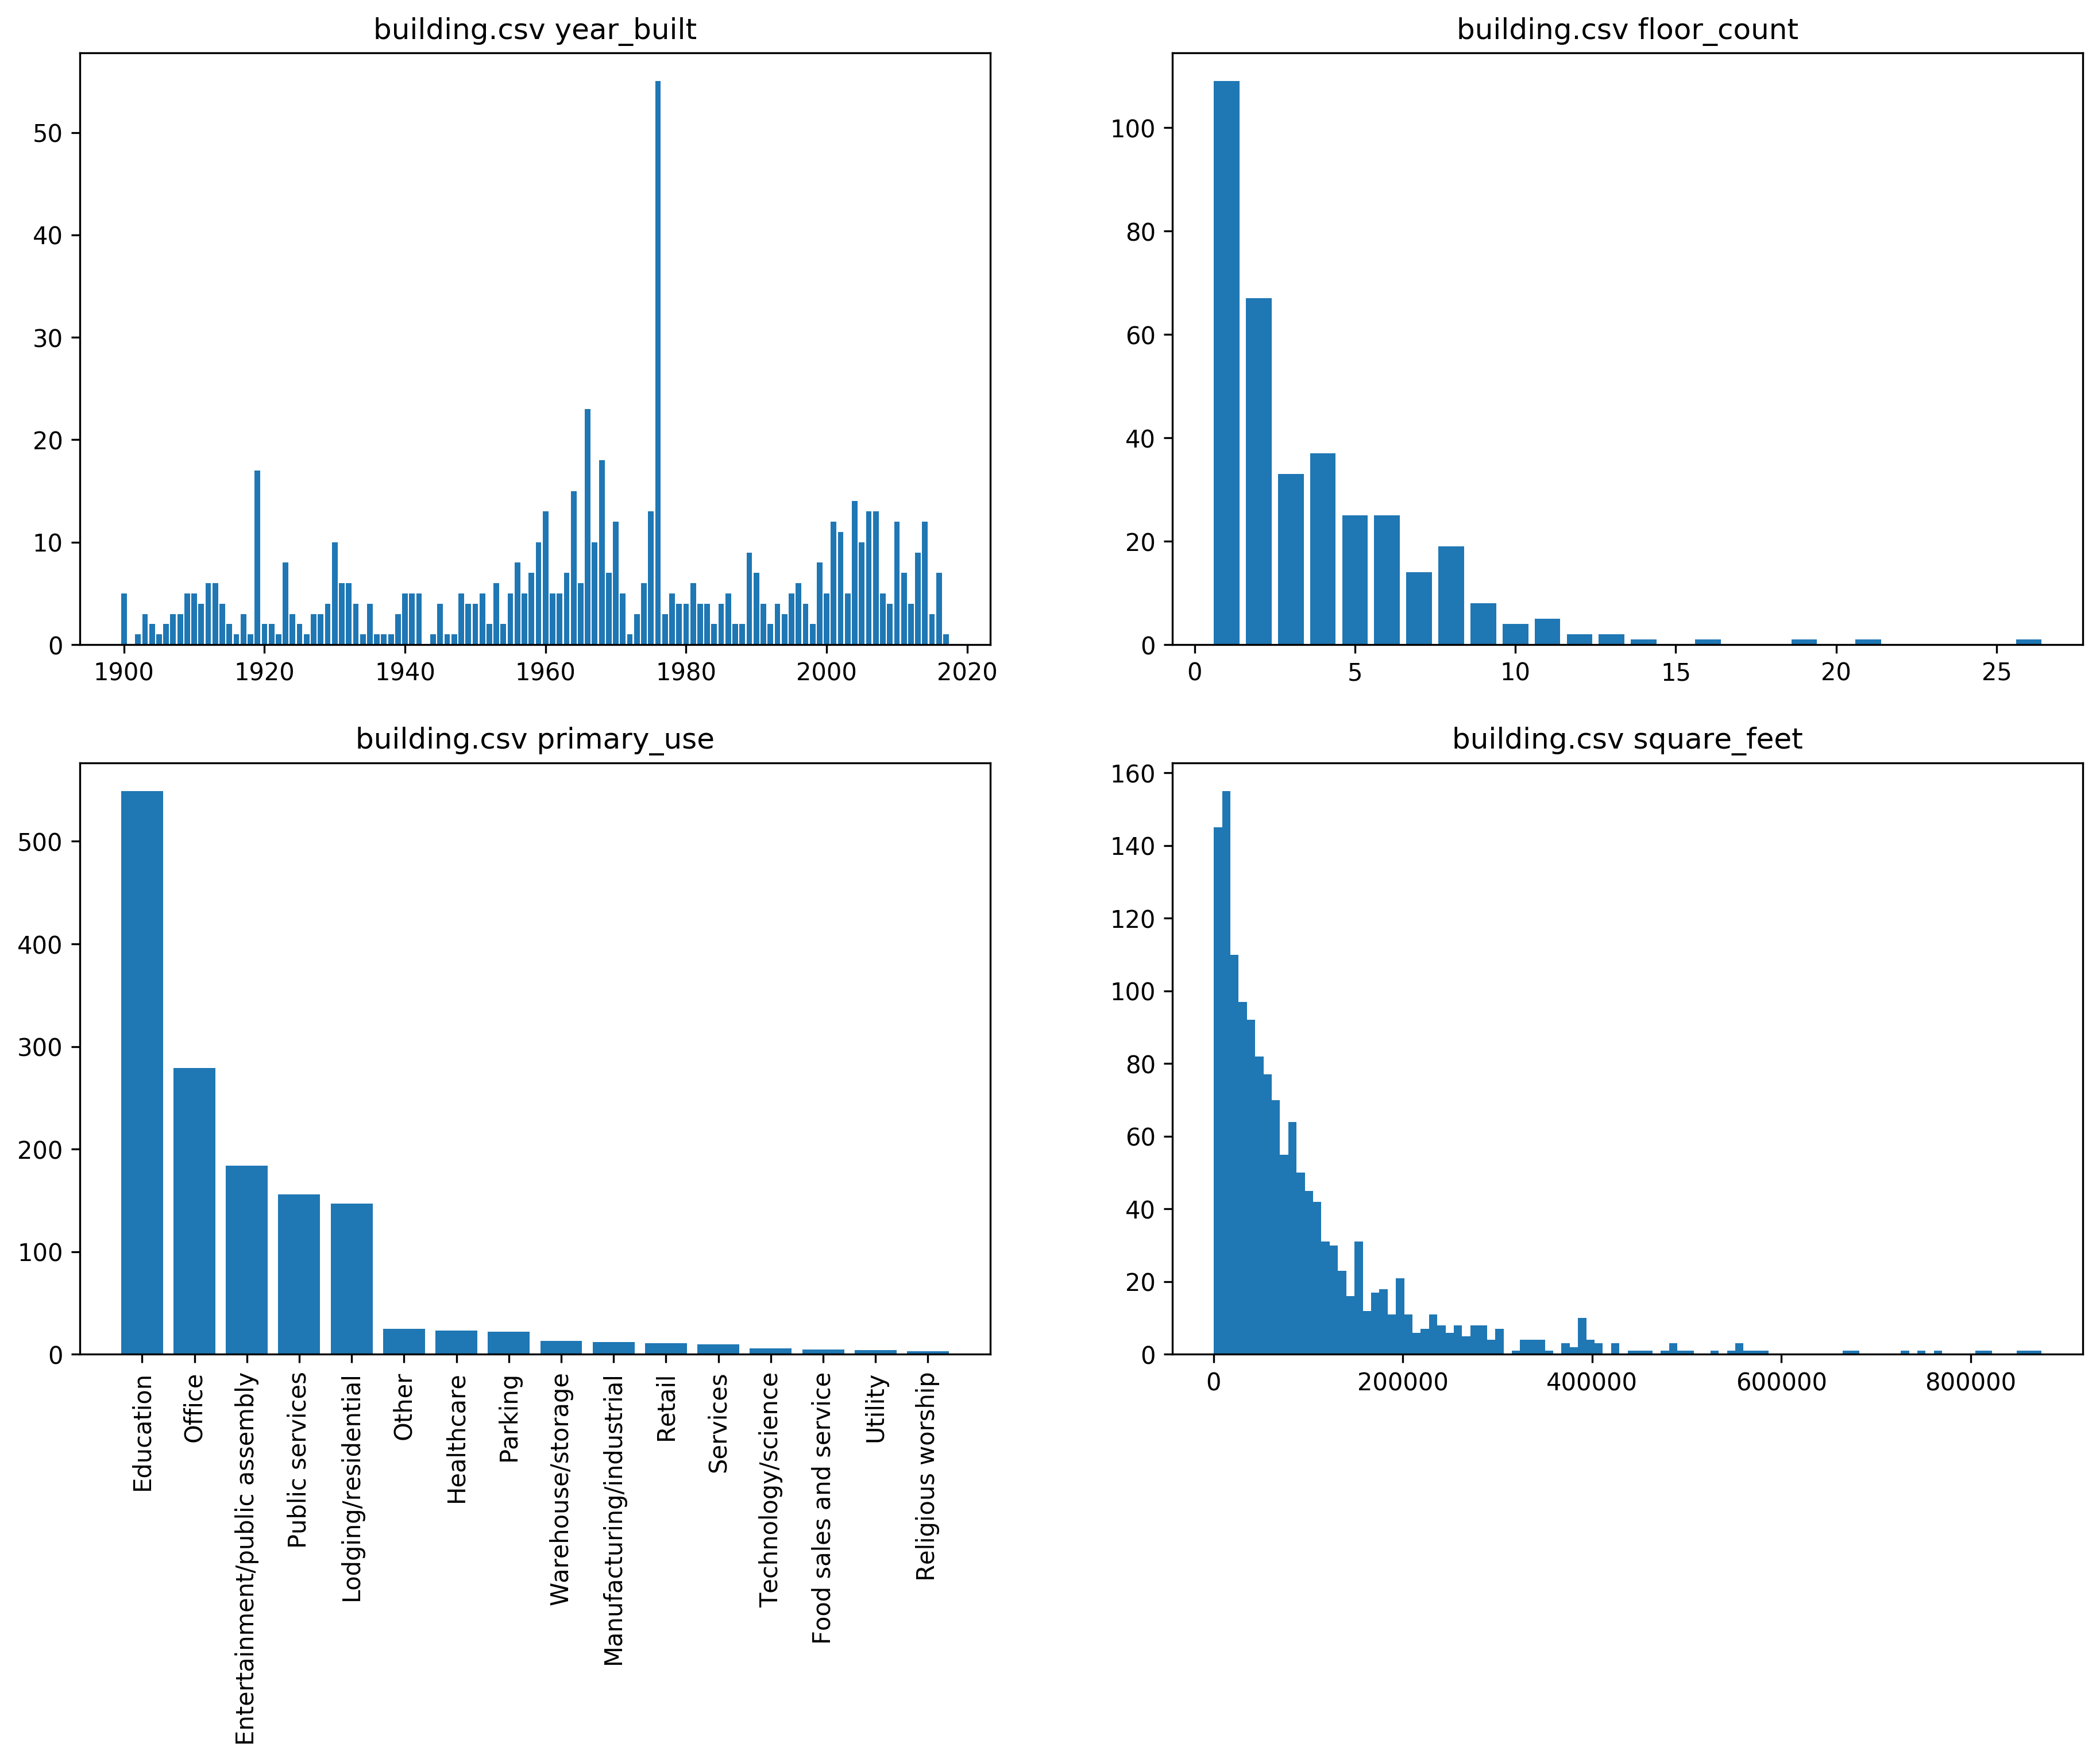 building.csv year_built
50
40
30
20
10
0
1900 1920 1940 1960 1980 2000 2020
building.csv floor_count
100
80
60
40
20
0
0 5 10 15 20 25
building.csv primary_use
500
400
300
200
100
0
Education
Office
Entertainment/public assembly
Public services
Lodging/residential
Other
Healthcare
Parking
Warehouse/storage
Manufacturing/industrial
Retail
Services
Technology/science
Food sales and service
Utility
Religious worship
building.csv square_feet
160
140
120
100
80
60
40
20
0
0 200000 400000 600000 800000